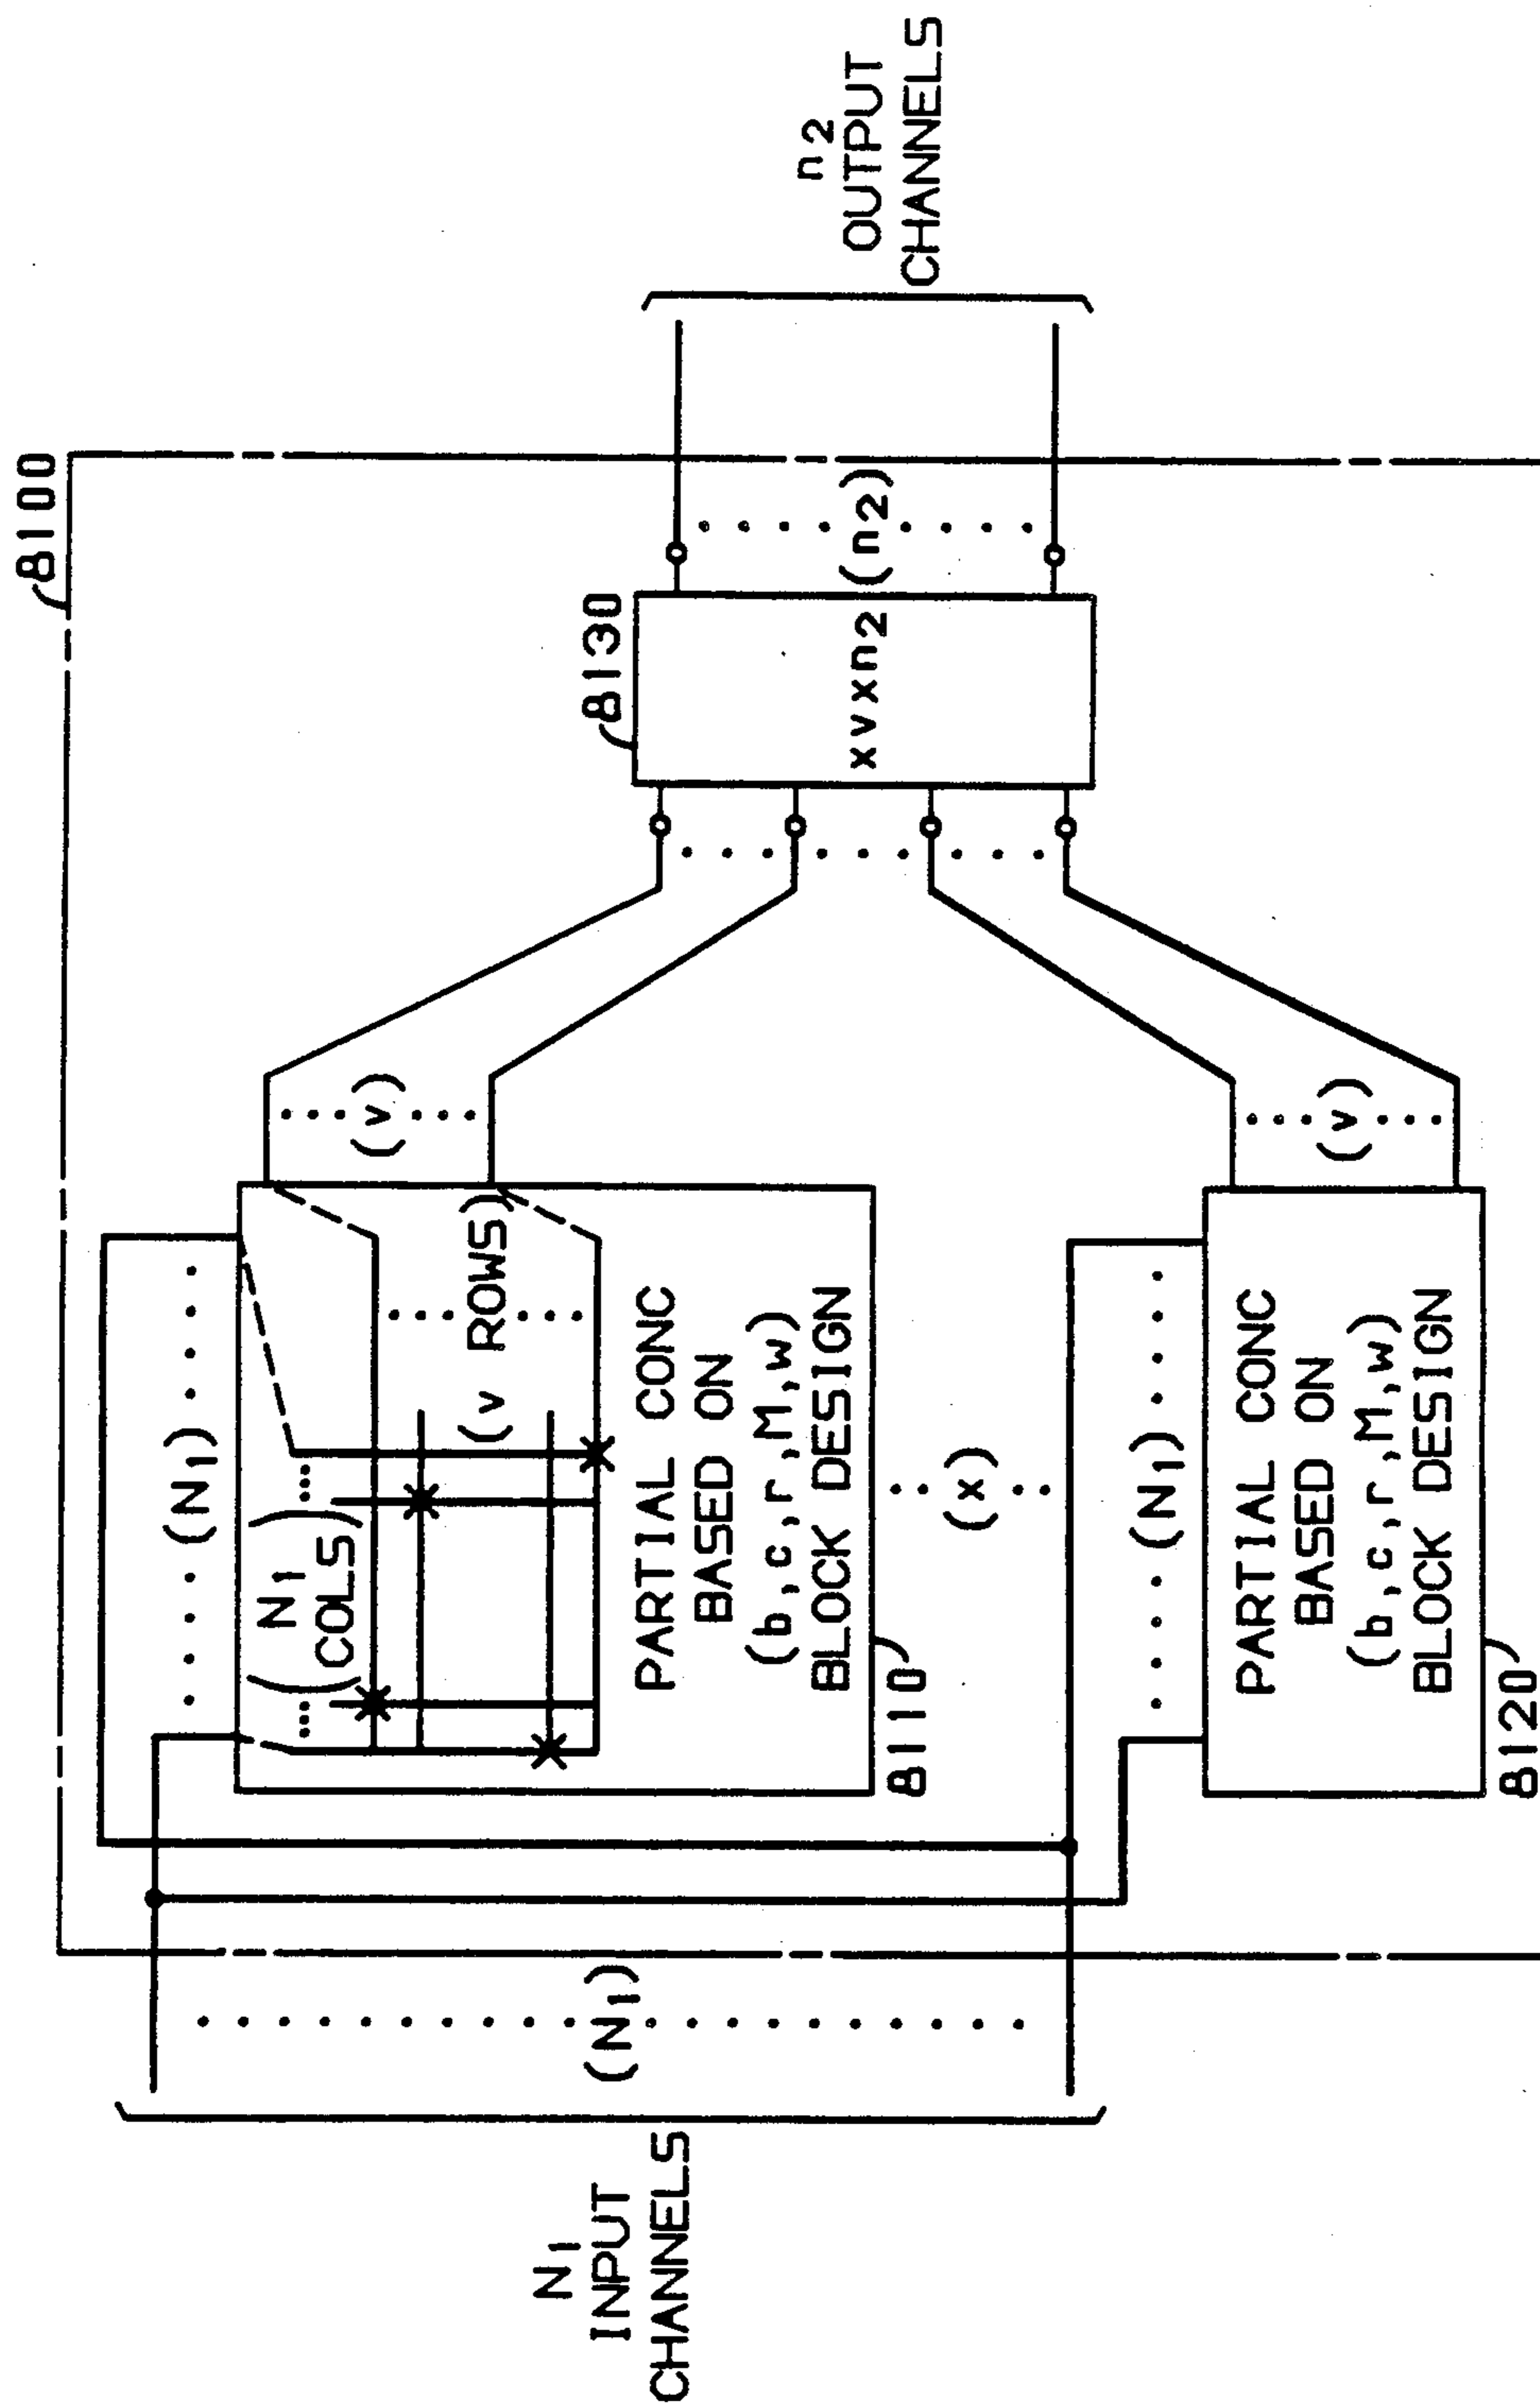 8100
N1
INPUT
CHANNELS
(N1)
(N1)
( N1 COLS )
(v ROWS)
PARTIAL CONC
BASED ON
(b,c,r,M,w)
BLOCK DESIGN
8110
(v)
(x)
(N1)
PARTIAL CONC
BASED ON
(b,c,r,M,w)
BLOCK DESIGN
8120
(v)
8130
xvxn2
(n2)
n2
OUTPUT
CHANNELS